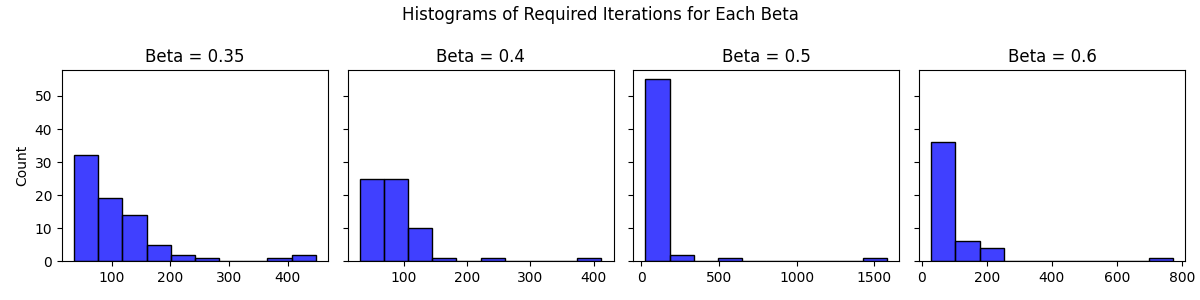 Histograms of Required Iterations for Each Beta
Beta = 0.35
Beta = 0.4
Beta = 0.5
Beta = 0.6
Count
50
40
30
20
10
0
100 200 300 400
100 200 300 400
0 500 1000 1500
0 200 400 600 800